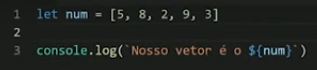 1 let num = [5, 8, 2, 9, 3]
2
3 console.log(`Nosso vetor é o ${num}`)